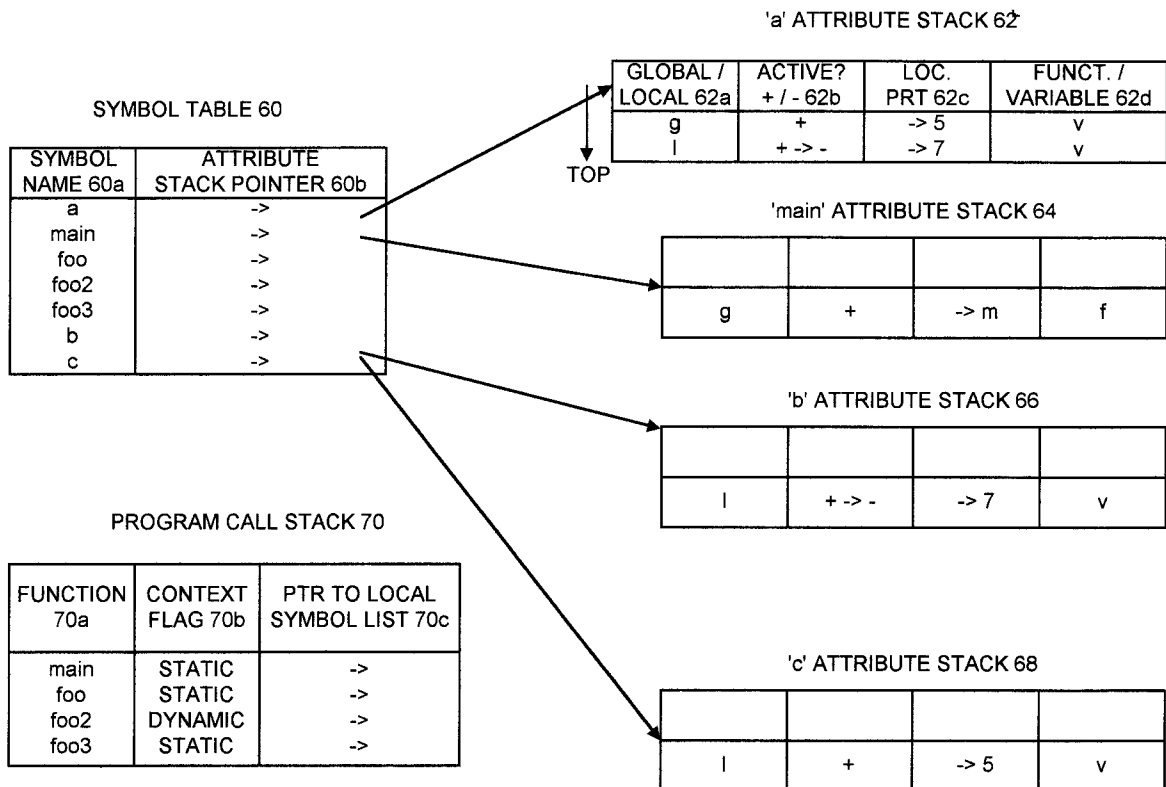 'a' ATTRIBUTE STACK 62
GLOBAL / LOCAL 62a ACTIVE? + / - 62b LOC. PRT 62c FUNCT. / VARIABLE 62d
g + -> 5 v
l + -> - -> 7 v
TOP
SYMBOL TABLE 60
SYMBOL NAME 60a ATTRIBUTE STACK POINTER 60b
a ->
main ->
foo ->
foo2 ->
foo3 ->
b ->
c ->
'main' ATTRIBUTE STACK 64
g + -> m f
'b' ATTRIBUTE STACK 66
l + -> - -> 7 v
PROGRAM CALL STACK 70
FUNCTION 70a CONTEXT FLAG 70b PTR TO LOCAL SYMBOL LIST 70c
main STATIC ->
foo STATIC ->
foo2 DYNAMIC ->
foo3 STATIC ->
'c' ATTRIBUTE STACK 68
l + -> 5 v